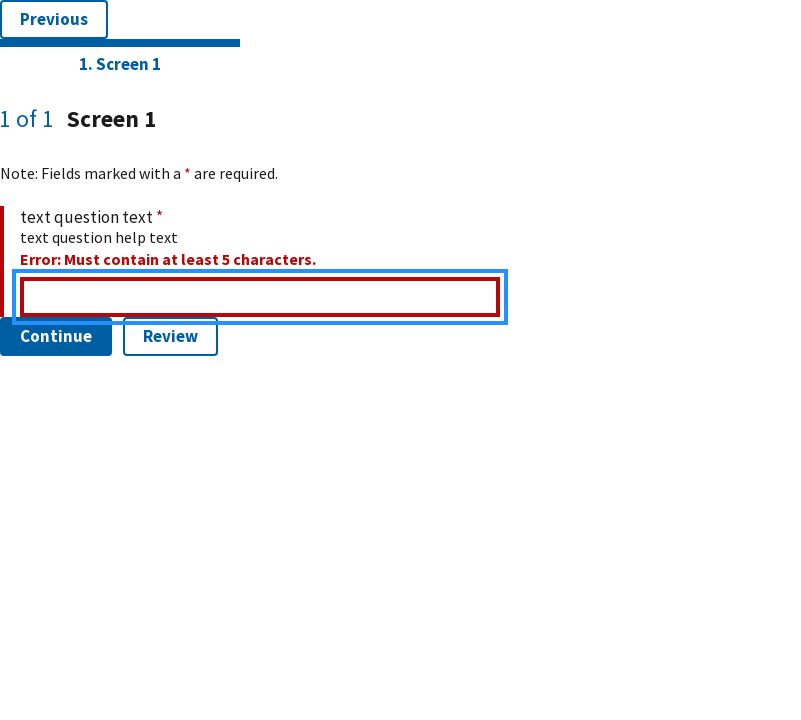 Previous
1. Screen 1
1 of 1 Screen 1
Note: Fields marked with a * are required.
text question text *
text question help text
Error: Must contain at least 5 characters.
Continue Review